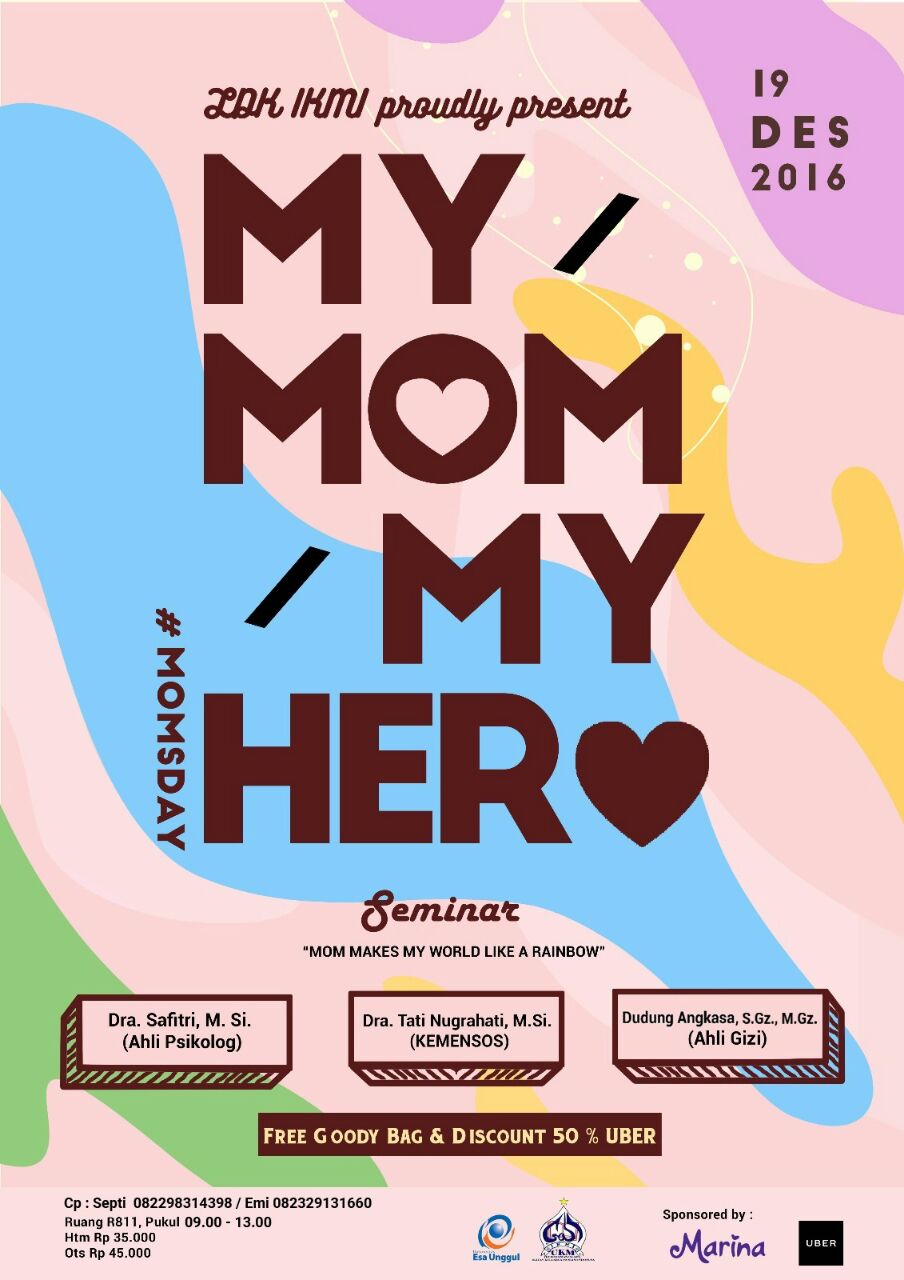 LDK IKMI proudly present
19
DES
2016
MY /
MOM
/ MY
HER
# MOMSDAY
Seminar
“MOM MAKES MY WORLD LIKE A RAINBOW”
Dra. Safitri, M. Si.
(Ahli Psikolog)
Dra. Tati Nugrahati, M.Si.
(KEMENSOS)
Dudung Angkasa, S.Gz., M.Gz.
(Ahli Gizi)
FREE GOODY BAG & DISCOUNT 50 % UBER
Cp : Septi 082298314398 / Emi 082329131660
Ruang R811, Pukul 09.00 - 13.00
Htm Rp 35.000
Ots Rp 45.000
Esa Unggul
UKM
Sponsored by :
Marina
UBER